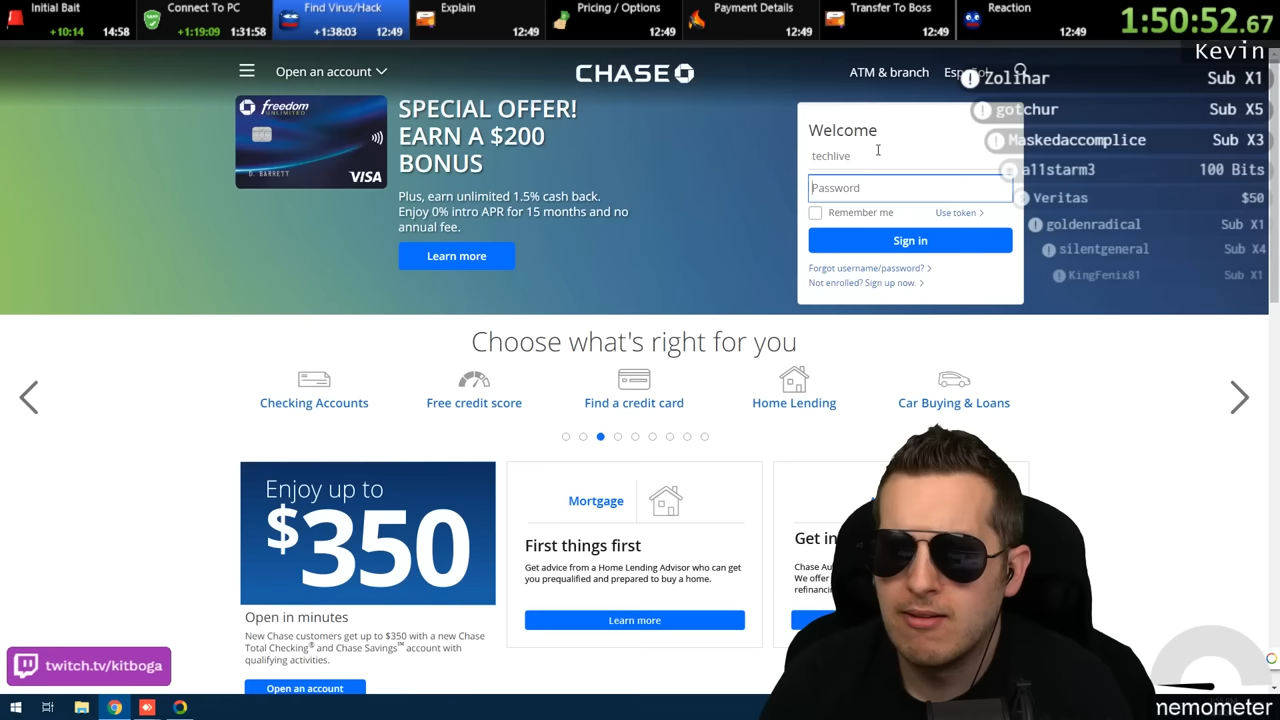 Initial Bait
+10:14 14:58
Connect To PC
+1:19:09 1:31:58
Find Virus/Hack
+1:38:03 12:49
Explain
12:49
Pricing / Options
12:49
Payment Details
12:49
Transfer To Boss
12:49
Reaction
12:49
1:50:52.67
Kevin
Open an account
CHASE
ATM & branch
Zolihar Sub X1
gotchur Sub X5
Maskedaccomplice Sub X3
allstarm3 100 Bits
Veritas $50
goldenradical Sub X1
silentgeneral Sub X4
KingFenix81 Sub X1
freedom
UNLIMITED
D. BARRETT
VISA
SPECIAL OFFER!
EARN A $200
BONUS
Plus, earn unlimited 1.5% cash back.
Enjoy 0% intro APR for 15 months and no
annual fee.
Learn more
Welcome
techlive
Password
Remember me
Use token
Sign in
Forgot username/password?
Not enrolled? Sign up now.
Choose what's right for you
Checking Accounts
Free credit score
Find a credit card
Home Lending
Car Buying & Loans
Enjoy up to
$350
Open in minutes
New Chase customers get up to $350 with a new Chase
Total Checking® and Chase Savings℠ account with
qualifying activities.
Open an account
Mortgage
First things first
Get advice from a Home Lending Advisor who can get
you prequalified and prepared to buy a home.
Learn more
Get in
Chase Au
We offer
refinancin
twitch.tv/kitboga
memometer